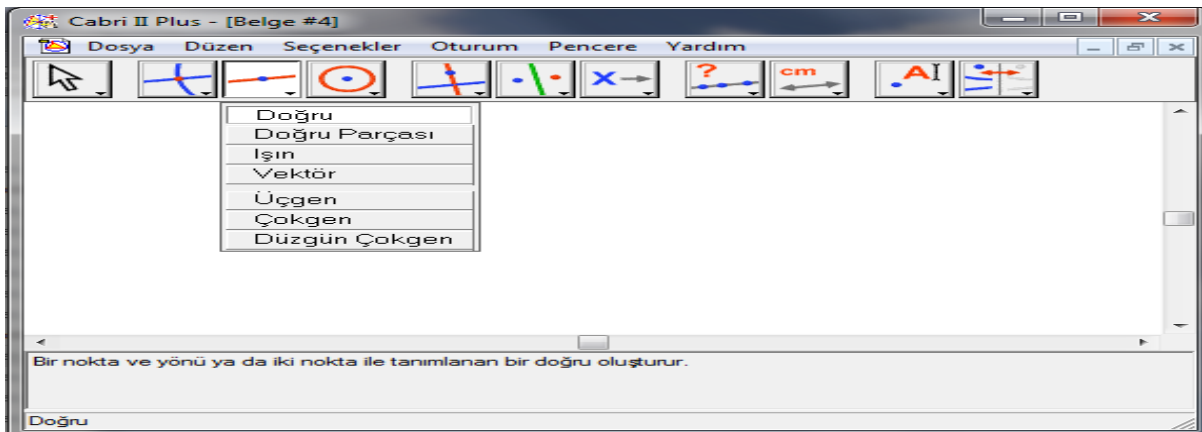 Cabri II Plus - [Belge #4]
Dosya Düzen Seçenekler Oturum Pencere Yardım
? cm A
Doğru
Doğru Parçası
Işın
Vektör
Üçgen
Çokgen
Düzgün Çokgen
Bir nokta ve yönü ya da iki nokta ile tanımlanan bir doğru oluşturur.
Doğru